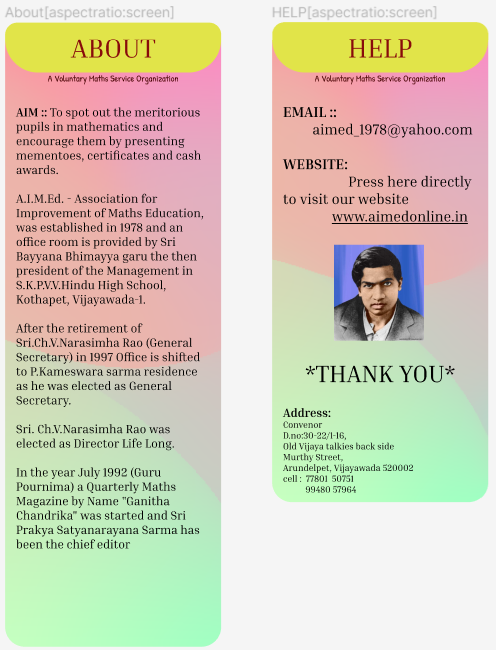 About[aspectratio:screen]
ABOUT
A Voluntary Maths Service Organization
AIM :: To spot out the meritorious
pupils in mathematics and
encourage them by presenting
mementoes, certificates and cash
awards.
A.I.M.Ed. - Association for
Improvement of Maths Education,
was established in 1978 and an
office room is provided by Sri
Bayyana Bhimayya garu the then
president of the Management in
S.K.P.V.V.Hindu High School,
Kothapet, Vijayawada-1.
After the retirement of
Sri.Ch.V.Narasimha Rao (General
Secretary) in 1997 Office is shifted
to P.Kameswara sarma residence
as he was elected as General
Secretary.
Sri. Ch.V.Narasimha Rao was
elected as Director Life Long.
In the year July 1992 (Guru
Pournima) a Quarterly Maths
Magazine by Name "Ganitha
Chandrika" was started and Sri
Prakya Satyanarayana Sarma has
been the chief editor
HELP[aspectratio:screen]
HELP
A Voluntary Maths Service Organization
EMAIL ::
aimed_1978@yahoo.com
WEBSITE:
Press here directly
to visit our website
www.aimedonline.in
*THANK YOU*
Address:
Convenor
D.no:30-22/1-16,
Old Vijaya talkies back side
Murthy Street,
Arundelpet, Vijayawada 520002
cell : 77801 50751
99480 57964